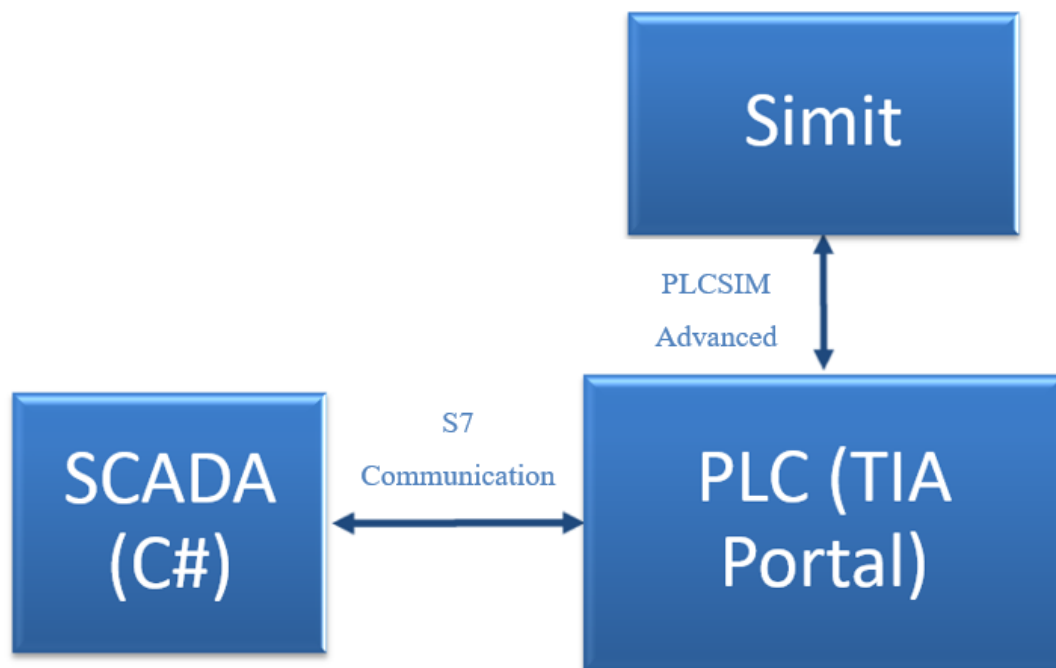 Simit
PLCSIM
Advanced
S7
Communication
SCADA
(C#)
PLC (TIA
Portal)